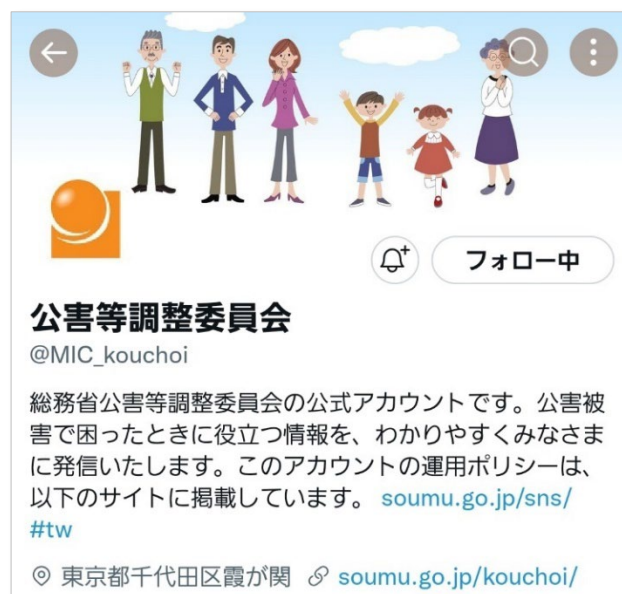 フォロー中
公害等調整委員会
@MIC_kouchoi
総務省公害等調整委員会の公式アカウントです。公害被
害で困ったときに役立つ情報を、わかりやすくみなさま
に発信いたします。このアカウントの運用ポリシーは、
以下のサイトに掲載しています。 soumu.go.jp/sns/
#tw
東京都千代田区霞が関 soumu.go.jp/kouchoi/